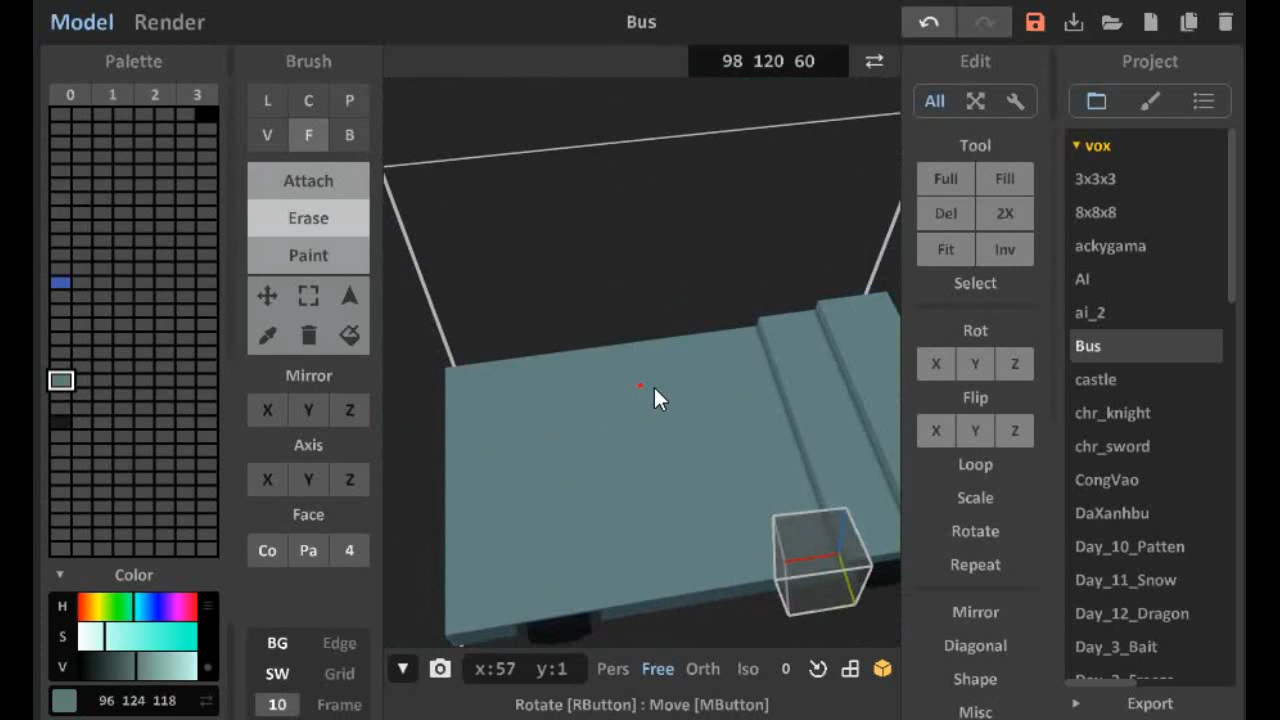 Model Render Bus
Palette
0 1 2 3
Color
H
S
V
96 124 118
Brush
L C P
V F B
Attach
Erase
Paint
Mirror
X Y Z
Axis
X Y Z
Face
Co Pa 4
BG Edge
SW Grid
10 Frame
98 120 60
x:57 y:1 Pers Free Orth Iso 0
Rotate [RButton] : Move [MButton]
Edit
All
Tool
Full Fill
Del 2X
Fit Inv
Select
Rot
X Y Z
Flip
X Y Z
Loop
Scale
Rotate
Repeat
Mirror
Diagonal
Shape
Misc
Project
vox
3x3x3
8x8x8
ackygama
AI
ai_2
Bus
castle
chr_knight
chr_sword
CongVao
DaXanhbu
Day_10_Patten
Day_11_Snow
Day_12_Dragon
Day_3_Bait
Export